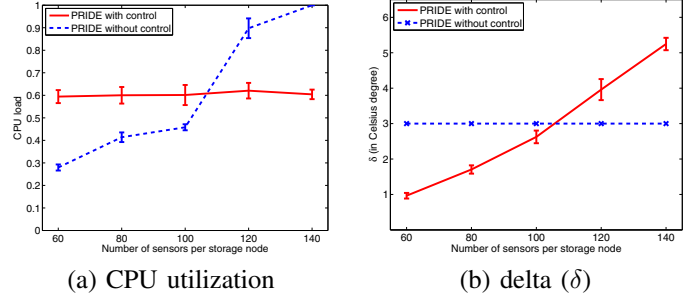 PRIDE with control
PRIDE without control
1
0.9
0.8
0.7
0.6
0.5
0.4
0.3
0.2
0.1
0
CPU load
60 80 100 120 140
Number of sensors per storage node
(a) CPU utilization
PRIDE with control
PRIDE without control
6
5
4
3
2
1
δ (in Celsius degree)
60 80 100 120 140
Number of sensors per storage node
(b) delta (δ)